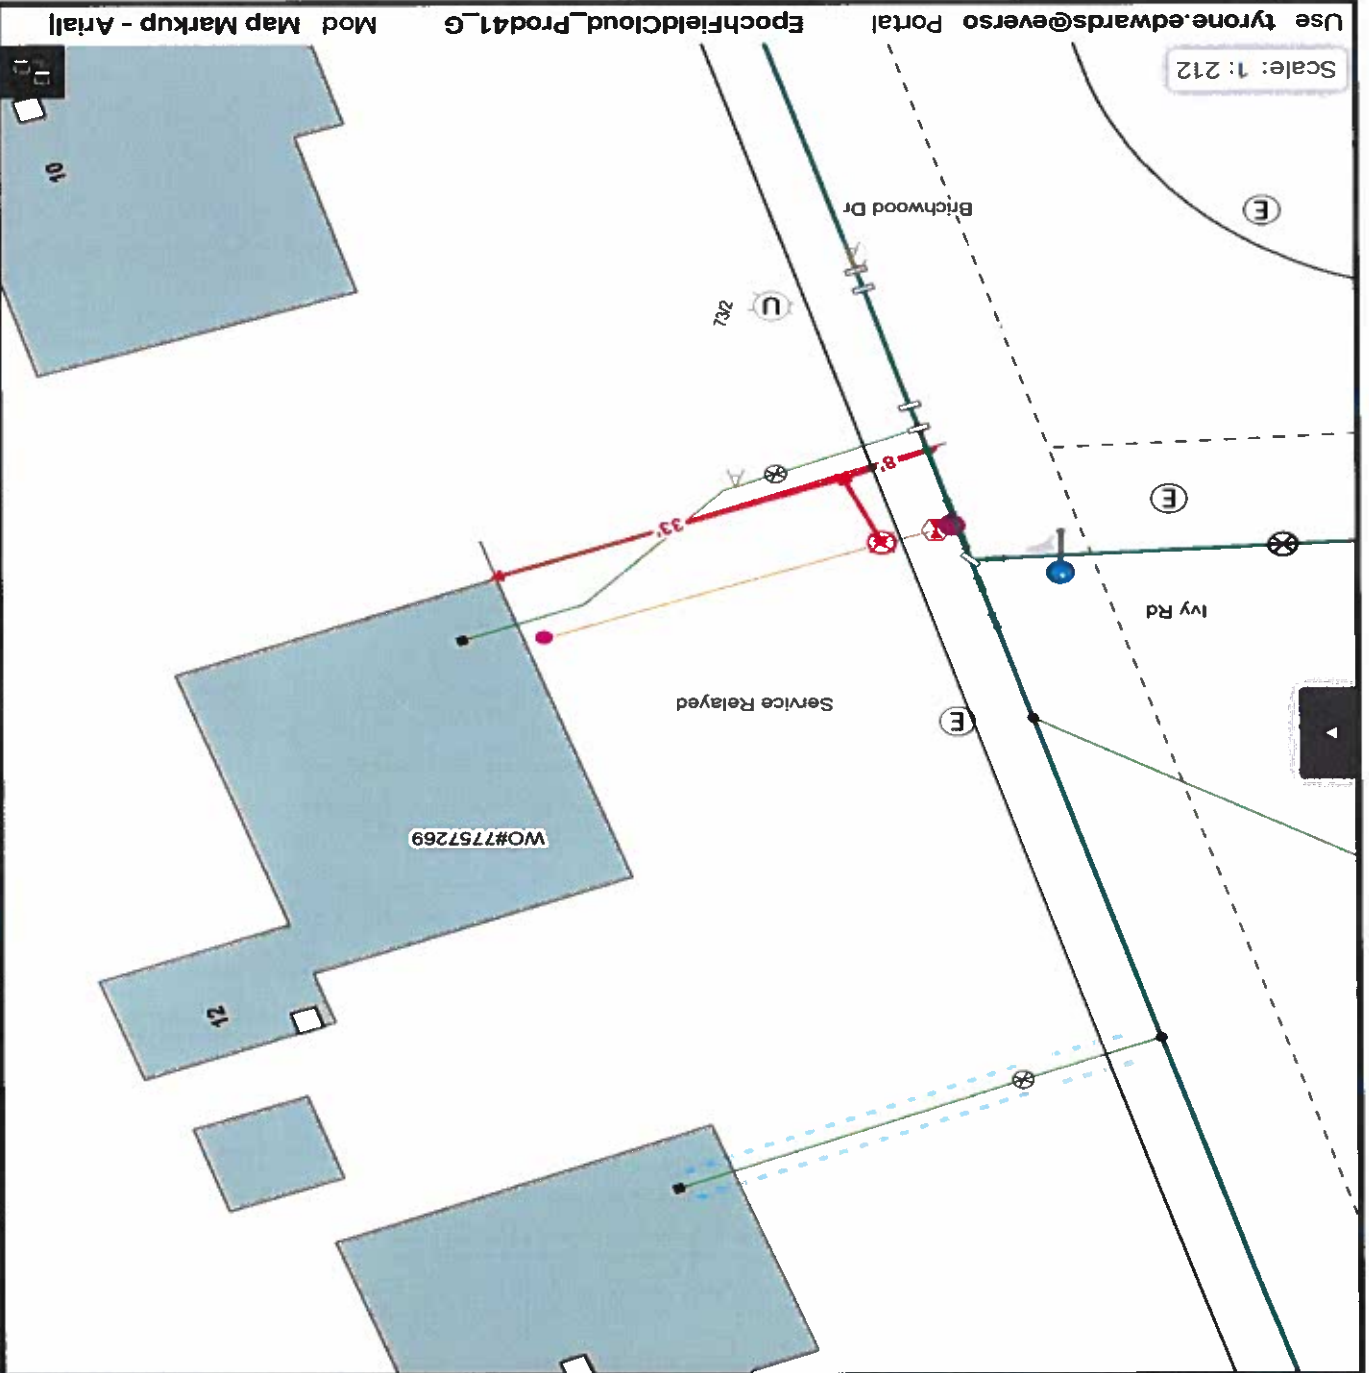 Use tyrone.edwards@everso Portal EpochFieldCloud_Prod41_G Mod Map Markup - Arial|
Scale: 1: 212
10
E
Brichwood Dr
U
73/2
E
8'
33'
Ivy Rd
Service Relayed
E
WO#7757269
12